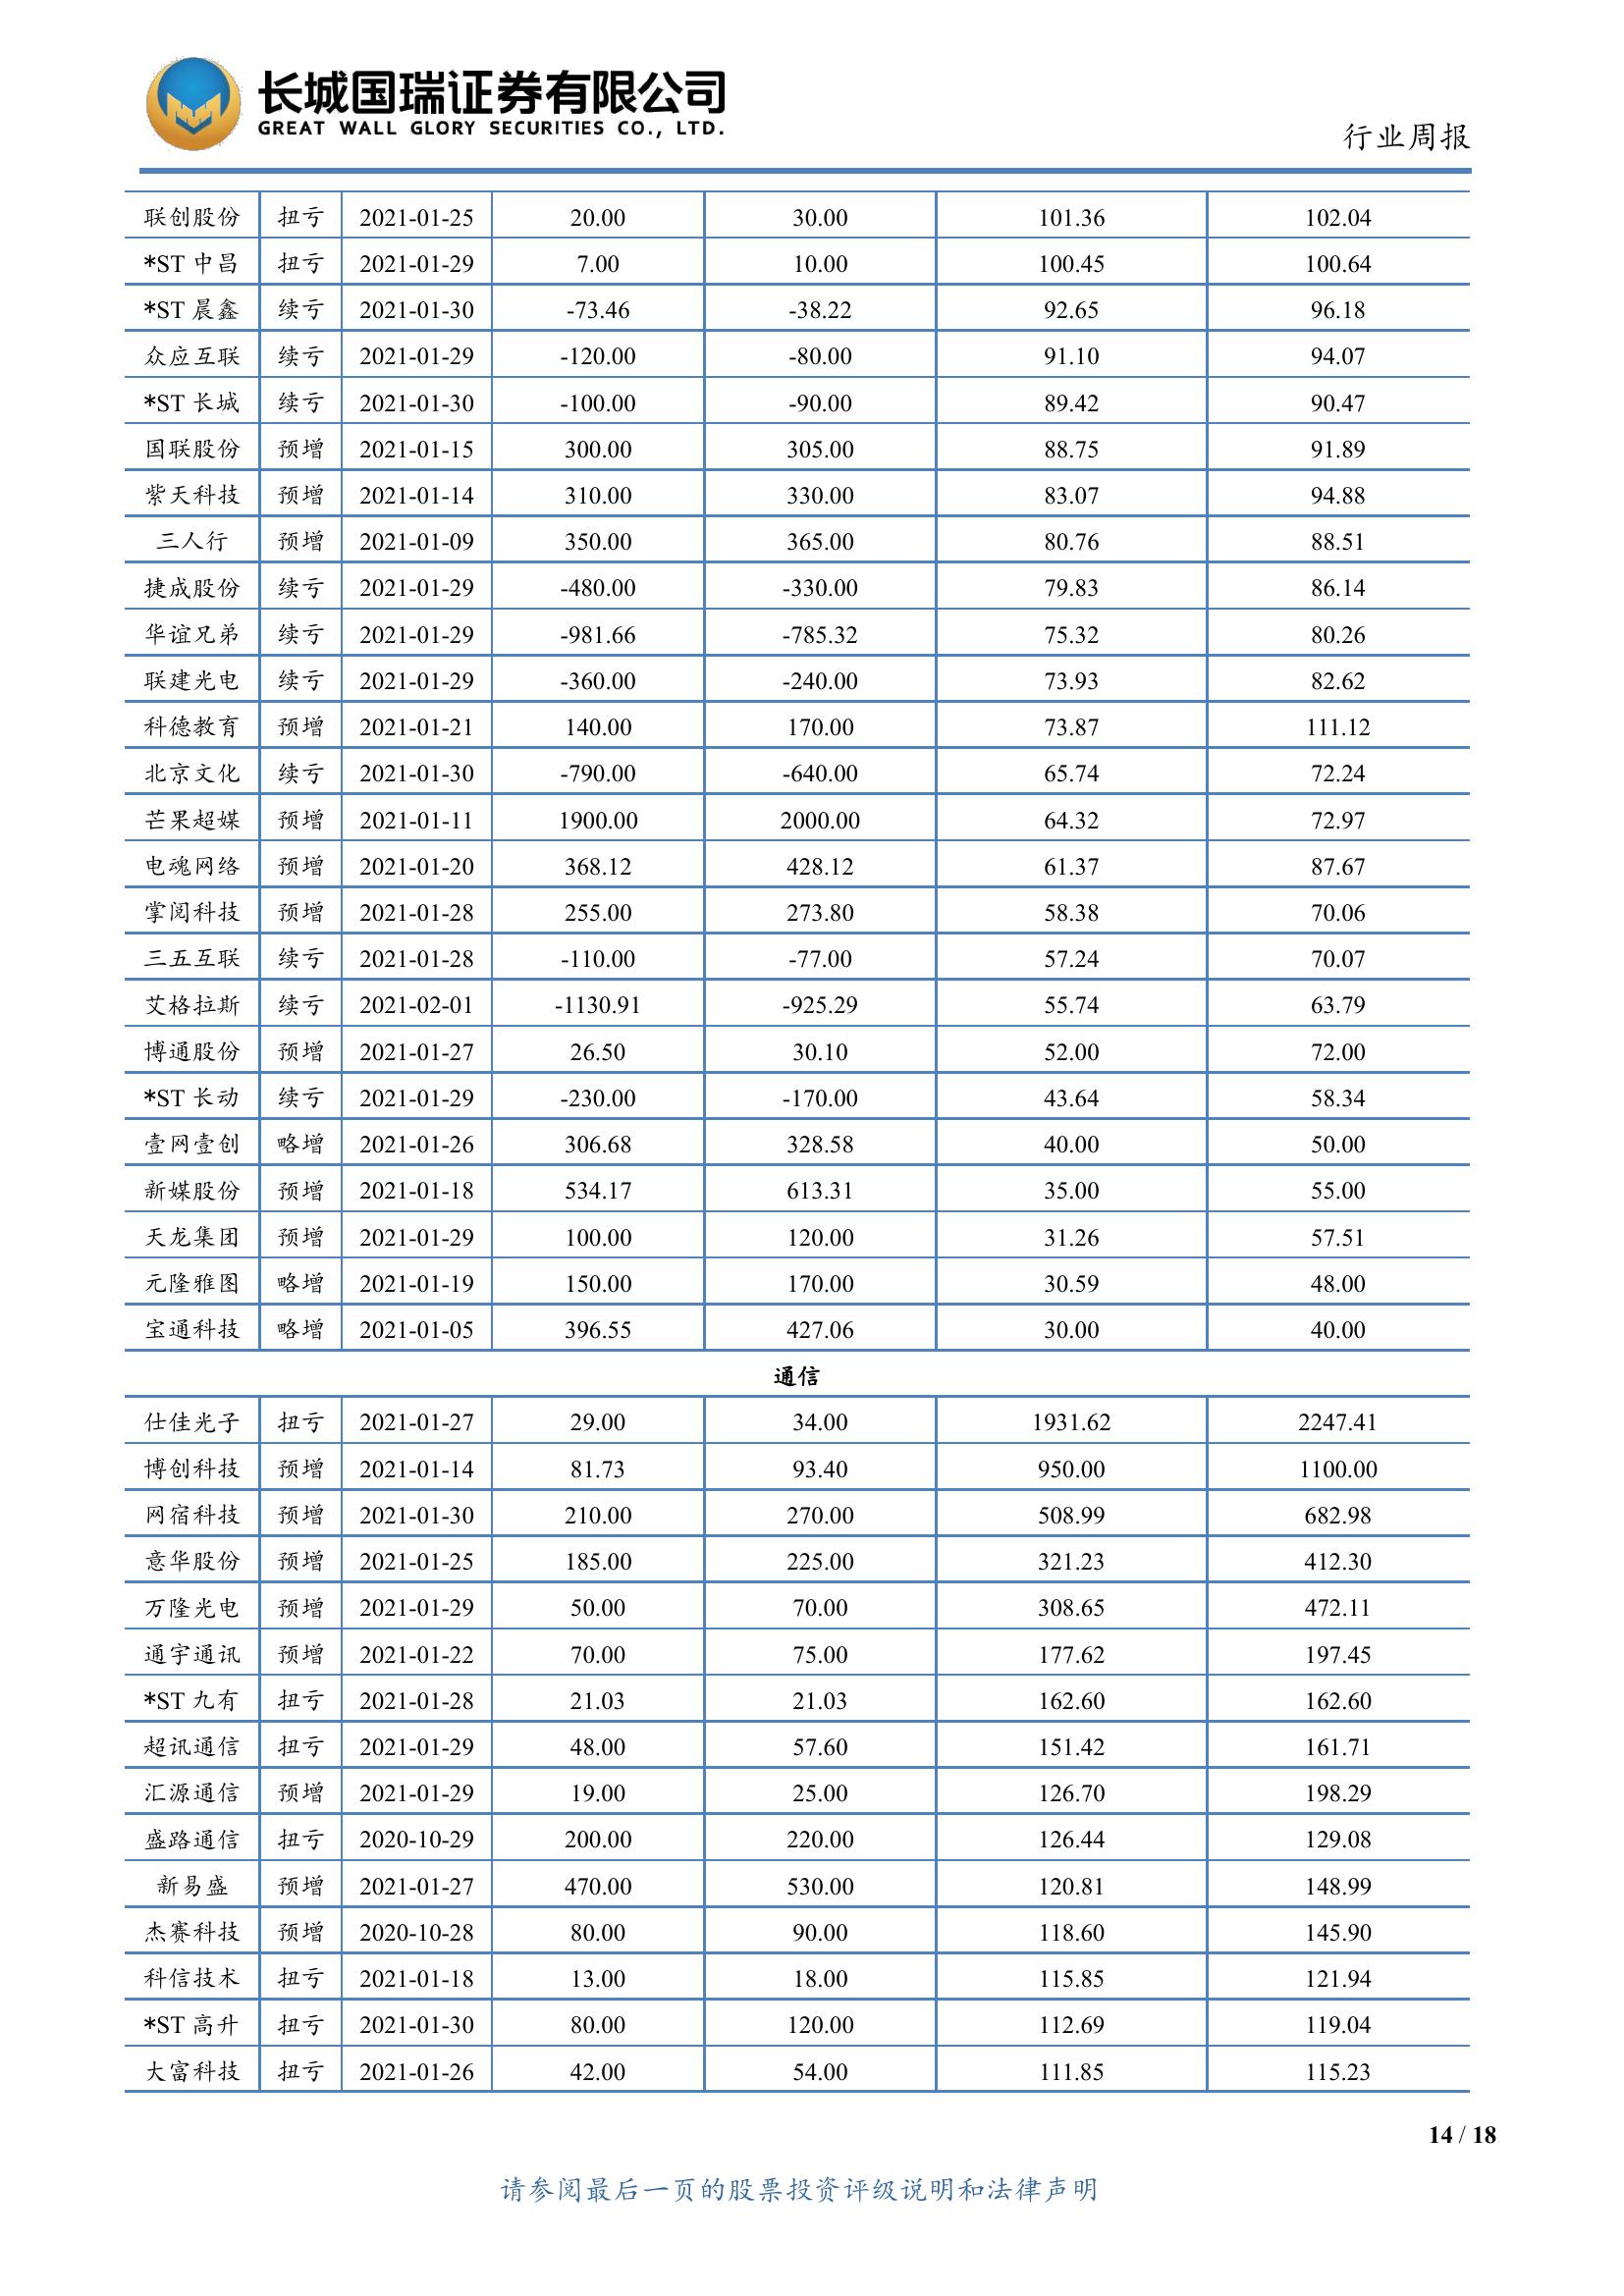 长城国瑞证券有限公司
GREAT WALL GLORY SECURITIES CO., LTD.
行业周报
联创股份 扭亏 2021-01-25 20.00 30.00 101.36 102.04
*ST 中昌 扭亏 2021-01-29 7.00 10.00 100.45 100.64
*ST 晨鑫 续亏 2021-01-30 -73.46 -38.22 92.65 96.18
众应互联 续亏 2021-01-29 -120.00 -80.00 91.10 94.07
*ST 长城 续亏 2021-01-30 -100.00 -90.00 89.42 90.47
国联股份 预增 2021-01-15 300.00 305.00 88.75 91.89
紫天科技 预增 2021-01-14 310.00 330.00 83.07 94.88
三人行 预增 2021-01-09 350.00 365.00 80.76 88.51
捷成股份 续亏 2021-01-29 -480.00 -330.00 79.83 86.14
华谊兄弟 续亏 2021-01-29 -981.66 -785.32 75.32 80.26
联建光电 续亏 2021-01-29 -360.00 -240.00 73.93 82.62
科德教育 预增 2021-01-21 140.00 170.00 73.87 111.12
北京文化 续亏 2021-01-30 -790.00 -640.00 65.74 72.24
芒果超媒 预增 2021-01-11 1900.00 2000.00 64.32 72.97
电魂网络 预增 2021-01-20 368.12 428.12 61.37 87.67
掌阅科技 预增 2021-01-28 255.00 273.80 58.38 70.06
三五互联 续亏 2021-01-28 -110.00 -77.00 57.24 70.07
艾格拉斯 续亏 2021-02-01 -1130.91 -925.29 55.74 63.79
博通股份 预增 2021-01-27 26.50 30.10 52.00 72.00
*ST 长动 续亏 2021-01-29 -230.00 -170.00 43.64 58.34
壹网壹创 略增 2021-01-26 306.68 328.58 40.00 50.00
新媒股份 预增 2021-01-18 534.17 613.31 35.00 55.00
天龙集团 预增 2021-01-29 100.00 120.00 31.26 57.51
元隆雅图 略增 2021-01-19 150.00 170.00 30.59 48.00
宝通科技 略增 2021-01-05 396.55 427.06 30.00 40.00
通信
仕佳光子 扭亏 2021-01-27 29.00 34.00 1931.62 2247.41
博创科技 预增 2021-01-14 81.73 93.40 950.00 1100.00
网宿科技 预增 2021-01-30 210.00 270.00 508.99 682.98
意华股份 预增 2021-01-25 185.00 225.00 321.23 412.30
万隆光电 预增 2021-01-29 50.00 70.00 308.65 472.11
通宇通讯 预增 2021-01-22 70.00 75.00 177.62 197.45
*ST 九有 扭亏 2021-01-28 21.03 21.03 162.60 162.60
超讯通信 扭亏 2021-01-29 48.00 57.60 151.42 161.71
汇源通信 预增 2021-01-29 19.00 25.00 126.70 198.29
盛路通信 扭亏 2020-10-29 200.00 220.00 126.44 129.08
新易盛 预增 2021-01-27 470.00 530.00 120.81 148.99
杰赛科技 预增 2020-10-28 80.00 90.00 118.60 145.90
科信技术 扭亏 2021-01-18 13.00 18.00 115.85 121.94
*ST 高升 扭亏 2021-01-30 80.00 120.00 112.69 119.04
大富科技 扭亏 2021-01-26 42.00 54.00 111.85 115.23
14 / 18
请参阅最后一页的股票投资评级说明和法律声明